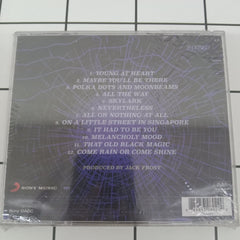 1. YOUNG AT HEART
2. MAYBE YOU'LL BE THERE
3. POLKA DOTS AND MOONBEAMS
4. ALL THE WAY
5. SKYLARK
6. NEVERTHELESS
7. ALL OR NOTHING AT ALL
8. ON A LITTLE STREET IN SINGAPORE
9. IT HAD TO BE YOU
10. MELANCHOLY MOOD
11. THAT OLD BLACK MAGIC
12. COME RAIN OR COME SHINE
PRODUCED BY JACK FROST
SONY MUSIC